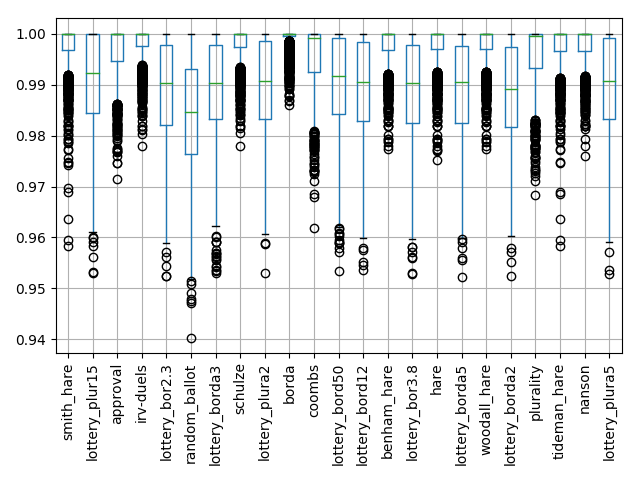 1.00
0.99
0.98
0.97
0.96
0.95
0.94
smith_hare
lottery_plur15
approval
irv-duels
lottery_bor2.3
random_ballot
lottery_borda3
schulze
lottery_plura2
borda
coombs
lottery_bord50
lottery_bord12
benham_hare
lottery_bor3.8
hare
lottery_borda5
woodall_hare
lottery_borda2
plurality
tideman_hare
nanson
lottery_plura5